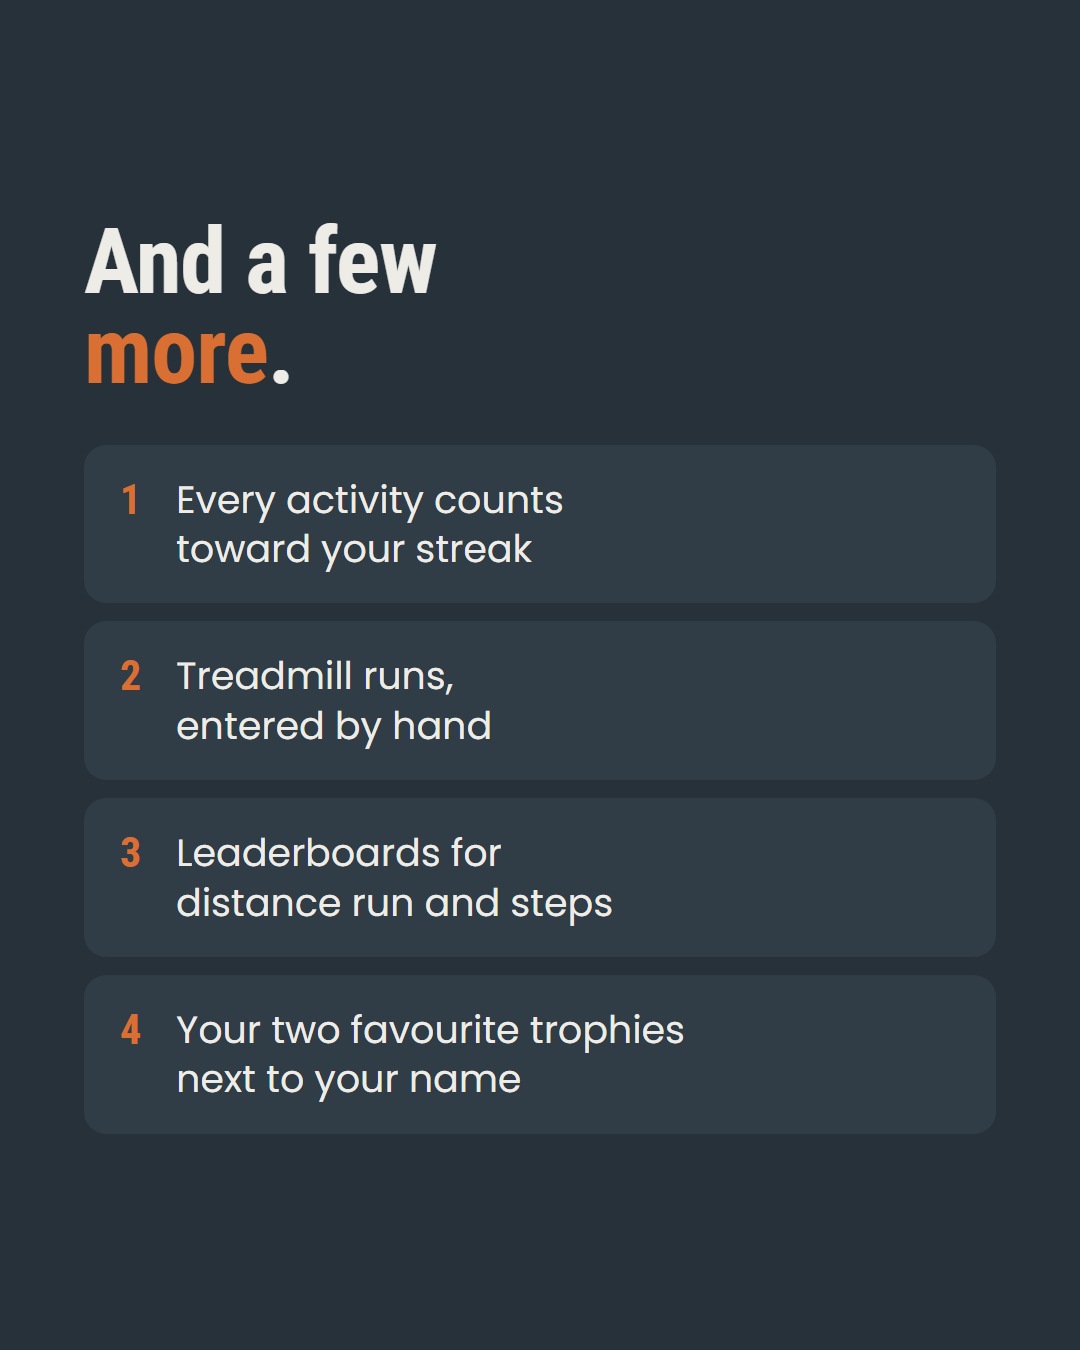 And a few
more.
1 Every activity counts
toward your streak
2 Treadmill runs,
entered by hand
3 Leaderboards for
distance run and steps
4 Your two favourite trophies
next to your name